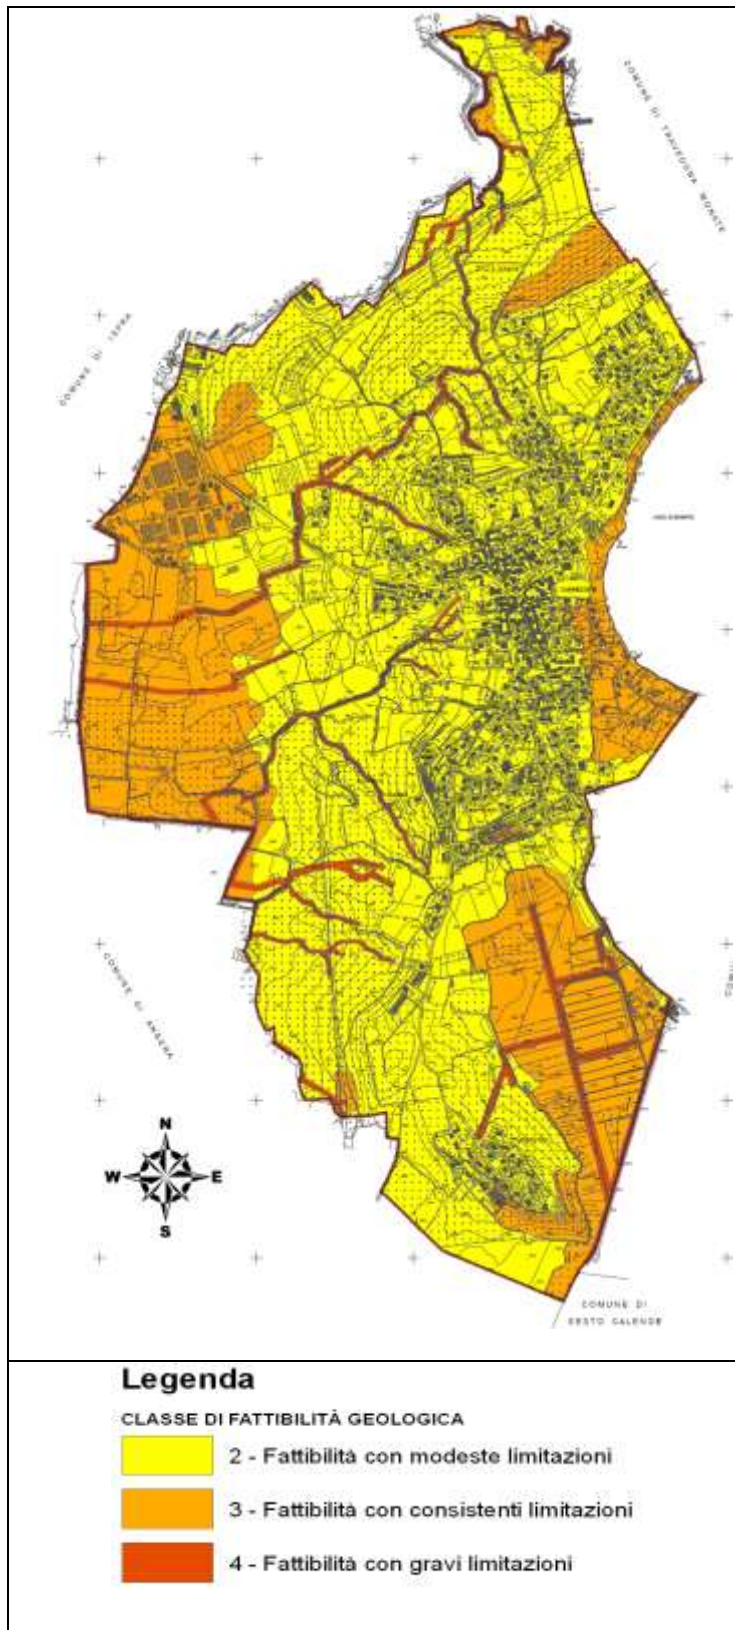 COMUNE DI TRAVEDONA MONATE
COMUNE DI ISPRA
COMUNE DI ANGERA
N
W E
S
COMUNE DI
SESTO CALENDE
Legenda
CLASSE DI FATTIBILITÀ GEOLOGICA
2 - Fattibilità con modeste limitazioni
3 - Fattibilità con consistenti limitazioni
4 - Fattibilità con gravi limitazioni